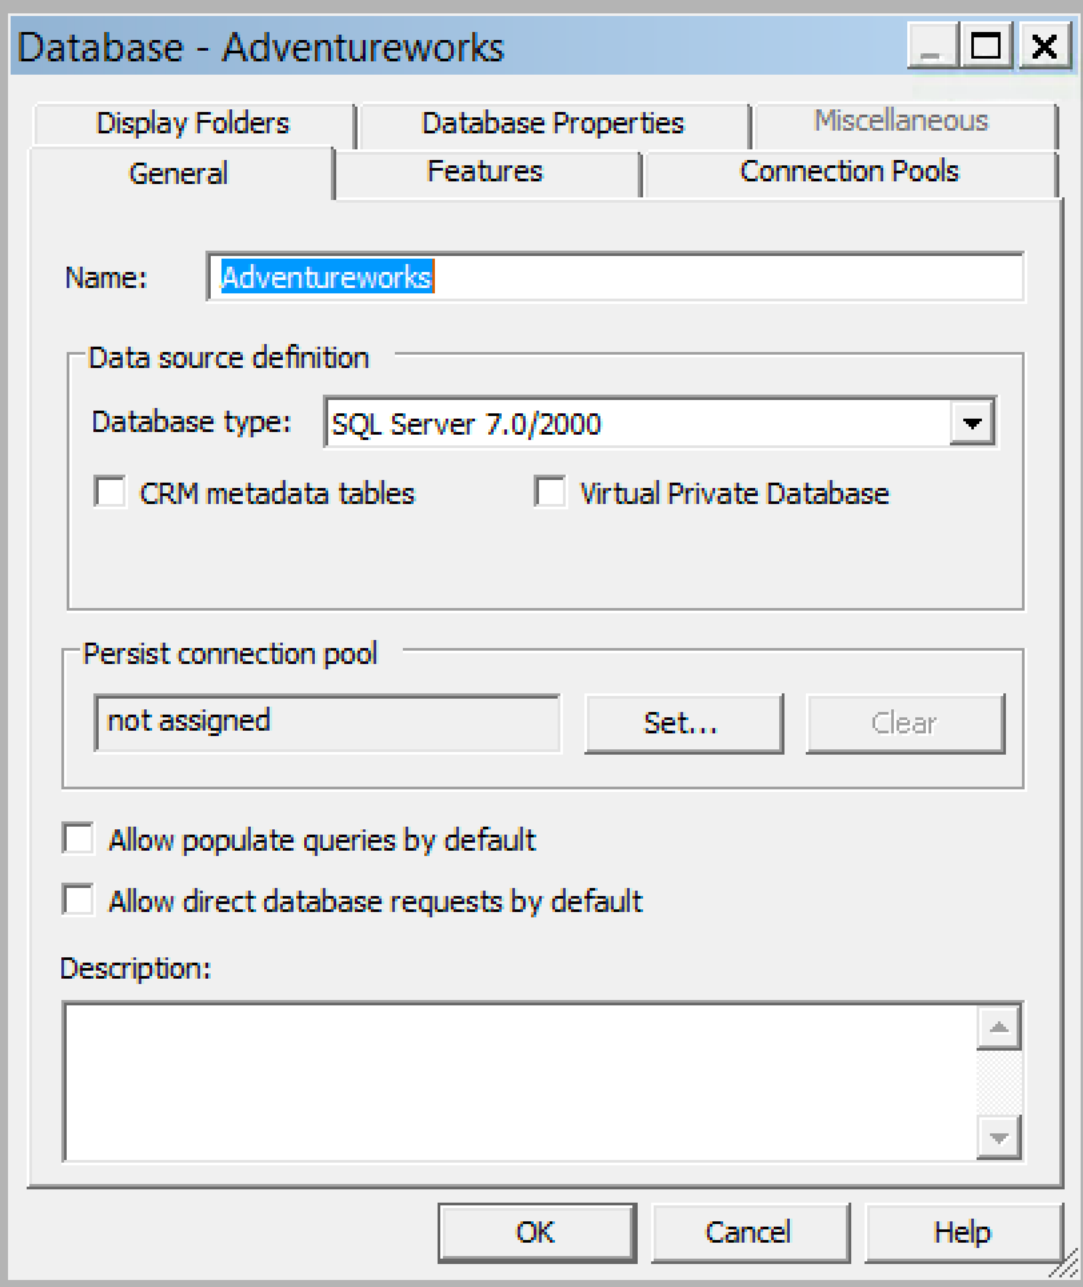 Database - Adventureworks
Display Folders
Database Properties
Miscellaneous
General
Features
Connection Pools
Name:
Adventureworks
Data source definition
Database type:
SQL Server 7.0/2000
CRM metadata tables
Virtual Private Database
Persist connection pool
not assigned
Set...
Clear
Allow populate queries by default
Allow direct database requests by default
Description:
OK
Cancel
Help